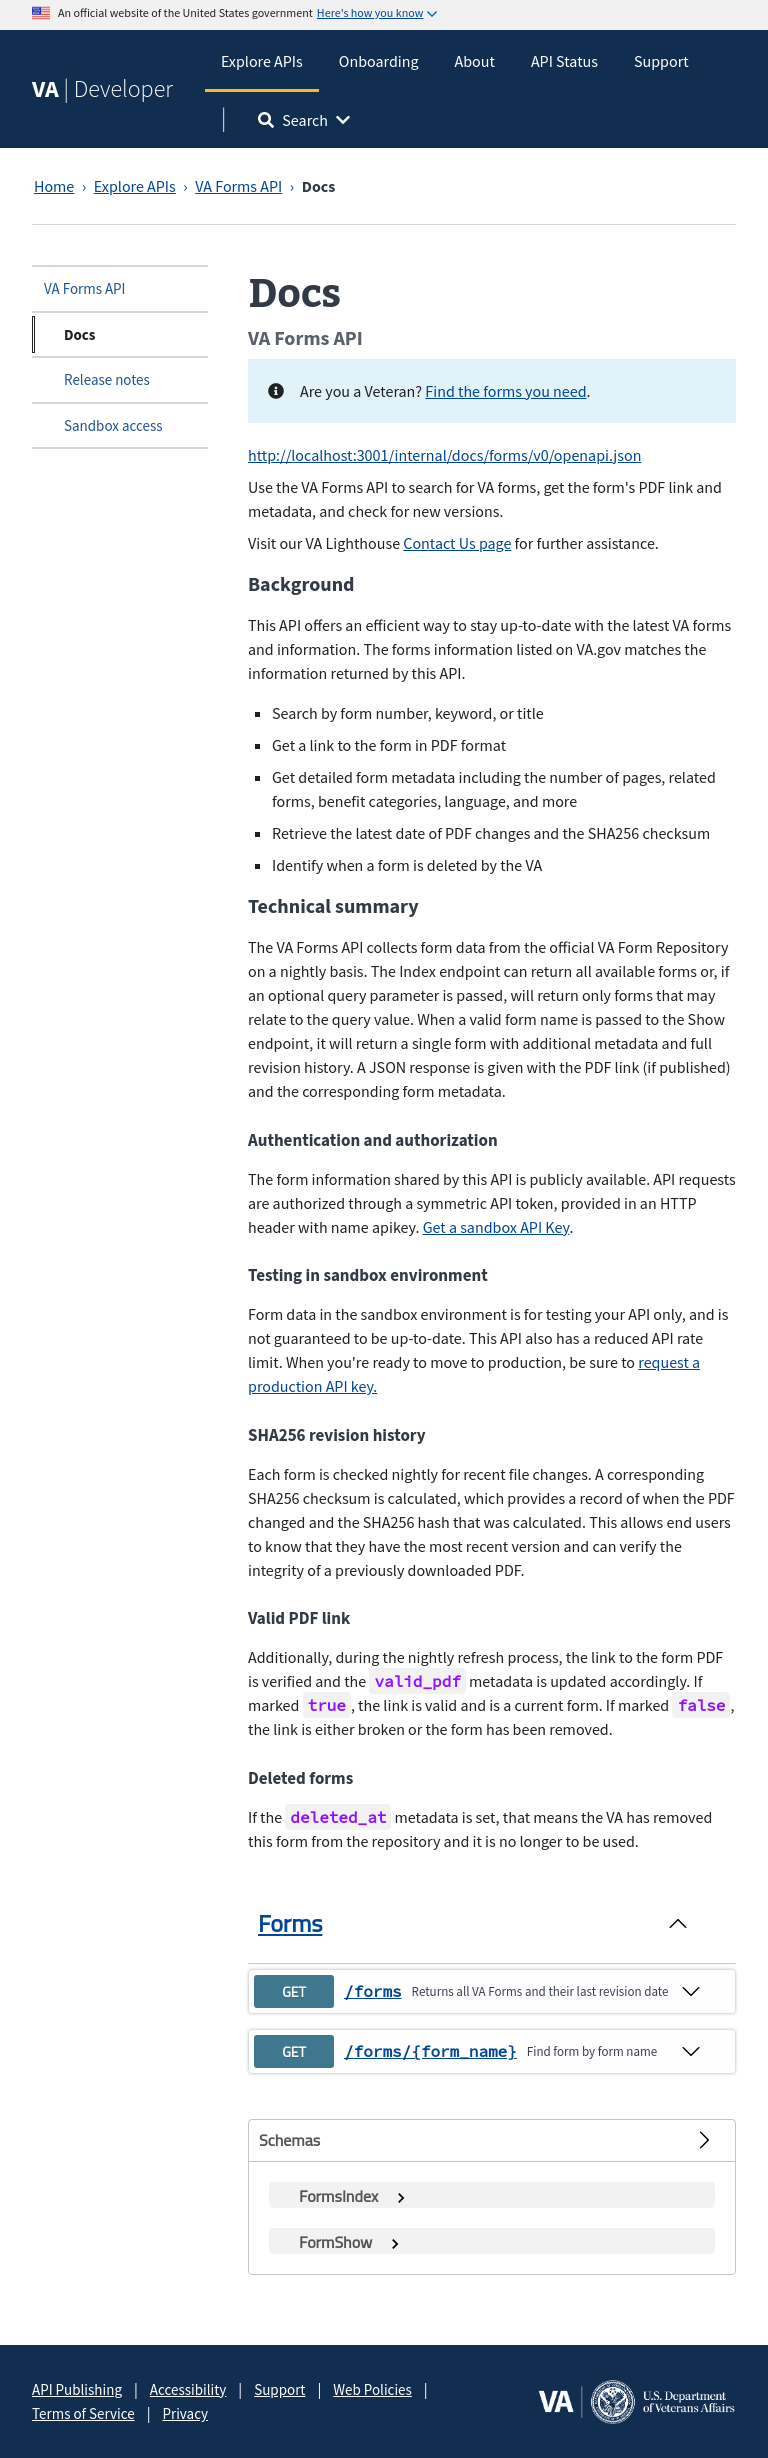 An official website of the United States government Here's how you know
VA | Developer
Explore APIs Onboarding About API Status Support
Search
Home › Explore APIs › VA Forms API › Docs
VA Forms API
Docs
Release notes
Sandbox access
Docs
VA Forms API
Are you a Veteran? Find the forms you need.
http://localhost:3001/internal/docs/forms/v0/openapi.json
Use the VA Forms API to search for VA forms, get the form's PDF link and
metadata, and check for new versions.
Visit our VA Lighthouse Contact Us page for further assistance.
Background
This API offers an efficient way to stay up-to-date with the latest VA forms
and information. The forms information listed on VA.gov matches the
information returned by this API.
▪ Search by form number, keyword, or title
▪ Get a link to the form in PDF format
▪ Get detailed form metadata including the number of pages, related
forms, benefit categories, language, and more
▪ Retrieve the latest date of PDF changes and the SHA256 checksum
▪ Identify when a form is deleted by the VA
Technical summary
The VA Forms API collects form data from the official VA Form Repository
on a nightly basis. The Index endpoint can return all available forms or, if
an optional query parameter is passed, will return only forms that may
relate to the query value. When a valid form name is passed to the Show
endpoint, it will return a single form with additional metadata and full
revision history. A JSON response is given with the PDF link (if published)
and the corresponding form metadata.
Authentication and authorization
The form information shared by this API is publicly available. API requests
are authorized through a symmetric API token, provided in an HTTP
header with name apikey. Get a sandbox API Key.
Testing in sandbox environment
Form data in the sandbox environment is for testing your API only, and is
not guaranteed to be up-to-date. This API also has a reduced API rate
limit. When you're ready to move to production, be sure to request a
production API key.
SHA256 revision history
Each form is checked nightly for recent file changes. A corresponding
SHA256 checksum is calculated, which provides a record of when the PDF
changed and the SHA256 hash that was calculated. This allows end users
to know that they have the most recent version and can verify the
integrity of a previously downloaded PDF.
Valid PDF link
Additionally, during the nightly refresh process, the link to the form PDF
is verified and the valid_pdf metadata is updated accordingly. If
marked true, the link is valid and is a current form. If marked false,
the link is either broken or the form has been removed.
Deleted forms
If the deleted_at metadata is set, that means the VA has removed
this form from the repository and it is no longer to be used.
Forms
GET /forms Returns all VA Forms and their last revision date
GET /forms/{form_name} Find form by form name
Schemas
FormsIndex
FormShow
API Publishing | Accessibility | Support | Web Policies |
Terms of Service | Privacy
VA | U.S. Department
of Veterans Affairs